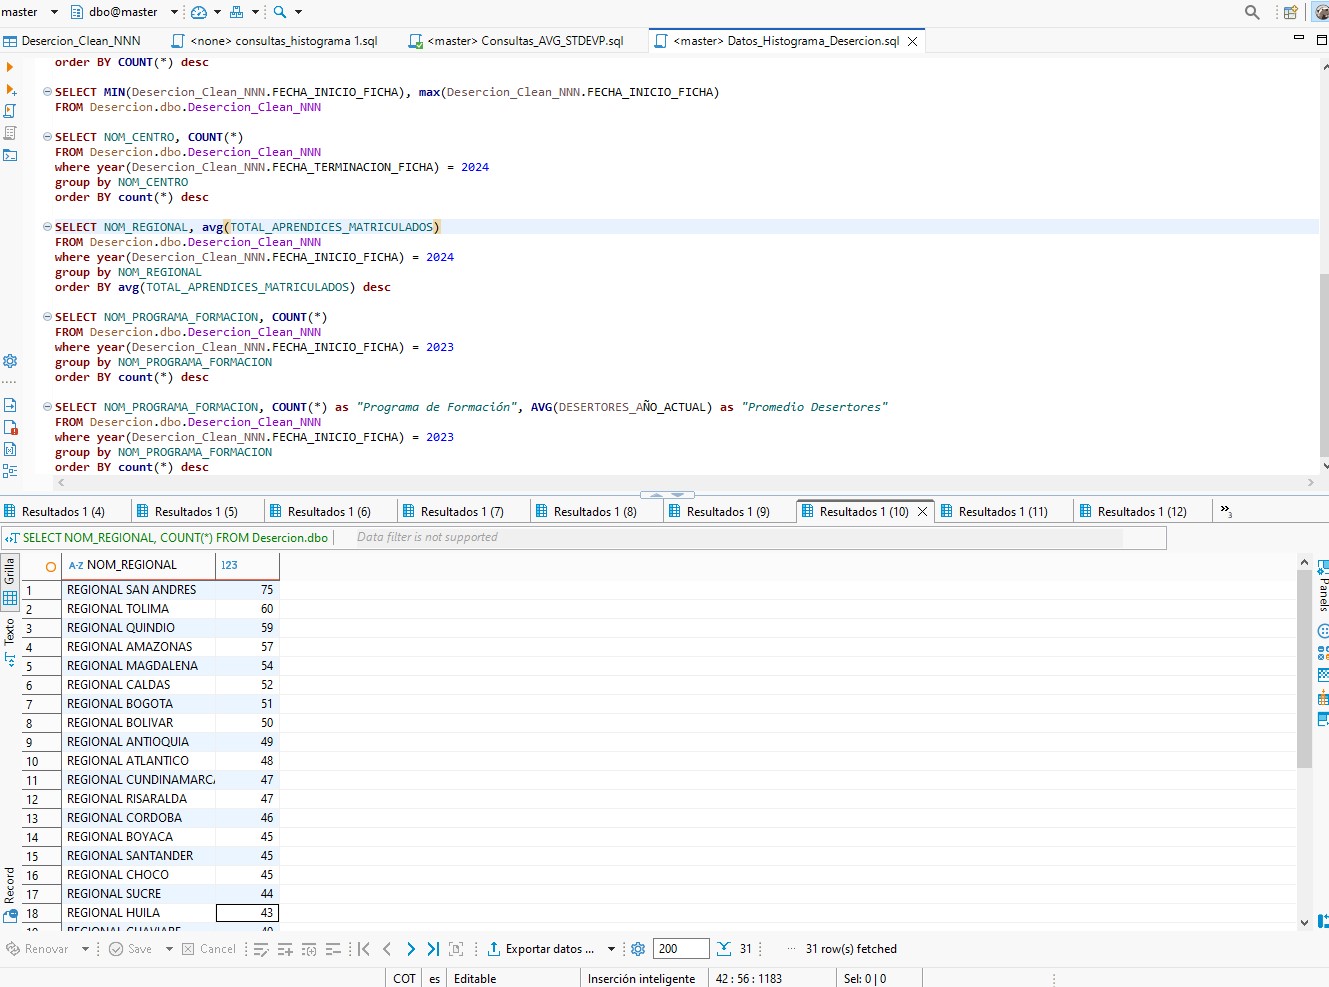 master dbo@master
Desercion_Clean_NNN <none> consultas_histograma 1.sql <master> Consultas_AVG_STDEVP.sql <master> Datos_Histograma_Desercion.sql
order BY COUNT(*) desc
SELECT MIN(Desercion_Clean_NNN.FECHA_INICIO_FICHA), max(Desercion_Clean_NNN.FECHA_INICIO_FICHA)
FROM Desercion.dbo.Desercion_Clean_NNN
SELECT NOM_CENTRO, COUNT(*)
FROM Desercion.dbo.Desercion_Clean_NNN
where year(Desercion_Clean_NNN.FECHA_TERMINACION_FICHA) = 2024
group by NOM_CENTRO
order BY count(*) desc
SELECT NOM_REGIONAL, avg(TOTAL_APRENDICES_MATRICULADOS)
FROM Desercion.dbo.Desercion_Clean_NNN
where year(Desercion_Clean_NNN.FECHA_INICIO_FICHA) = 2024
group by NOM_REGIONAL
order BY avg(TOTAL_APRENDICES_MATRICULADOS) desc
SELECT NOM_PROGRAMA_FORMACION, COUNT(*)
FROM Desercion.dbo.Desercion_Clean_NNN
where year(Desercion_Clean_NNN.FECHA_INICIO_FICHA) = 2023
group by NOM_PROGRAMA_FORMACION
order BY count(*) desc
SELECT NOM_PROGRAMA_FORMACION, COUNT(*) as "Programa de Formación", AVG(DESERTORES_AÑO_ACTUAL) as "Promedio Desertores"
FROM Desercion.dbo.Desercion_Clean_NNN
where year(Desercion_Clean_NNN.FECHA_INICIO_FICHA) = 2023
group by NOM_PROGRAMA_FORMACION
order BY count(*) desc
Resultados 1 (4) Resultados 1 (5) Resultados 1 (6) Resultados 1 (7) Resultados 1 (8) Resultados 1 (9) Resultados 1 (10) Resultados 1 (11) Resultados 1 (12) »3
SELECT NOM_REGIONAL, COUNT(*) FROM Desercion.dbo Data filter is not supported
Grilla
Texto
Record
Panels
A-Z NOM_REGIONAL 123
1 REGIONAL SAN ANDRES 75
2 REGIONAL TOLIMA 60
3 REGIONAL QUINDIO 59
4 REGIONAL AMAZONAS 57
5 REGIONAL MAGDALENA 54
6 REGIONAL CALDAS 52
7 REGIONAL BOGOTA 51
8 REGIONAL BOLIVAR 50
9 REGIONAL ANTIOQUIA 49
10 REGIONAL ATLANTICO 48
11 REGIONAL CUNDINAMARCA 47
12 REGIONAL RISARALDA 47
13 REGIONAL CORDOBA 46
14 REGIONAL BOYACA 45
15 REGIONAL SANTANDER 45
16 REGIONAL CHOCO 45
17 REGIONAL SUCRE 44
18 REGIONAL HUILA 43
REGIONAL GUAVIARE
Renovar Save Cancel Exportar datos ... 200 31 ... 31 row(s) fetched
COT es Editable Inserción inteligente 42 : 56 : 1183 Sel: 0 | 0